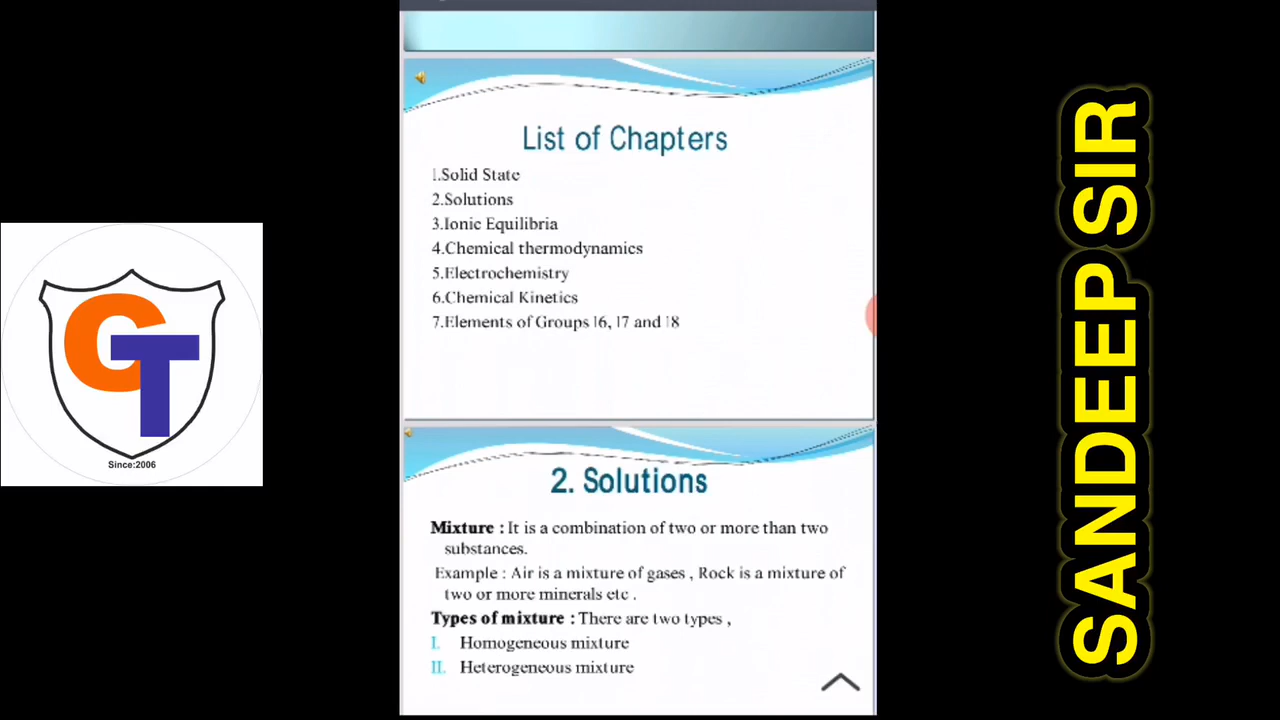 List of Chapters
1.Solid State
2.Solutions
3.Ionic Equilibria
4.Chemical thermodynamics
5.Electrochemistry
6.Chemical Kinetics
7.Elements of Groups 16, 17 and 18
2. Solutions
Mixture : It is a combination of two or more than two
substances.
Example : Air is a mixture of gases , Rock is a mixture of
two or more minerals etc .
Types of mixture : There are two types ,
I. Homogeneous mixture
II. Heterogeneous mixture
CT
Since:2006
SANDEEP SIR